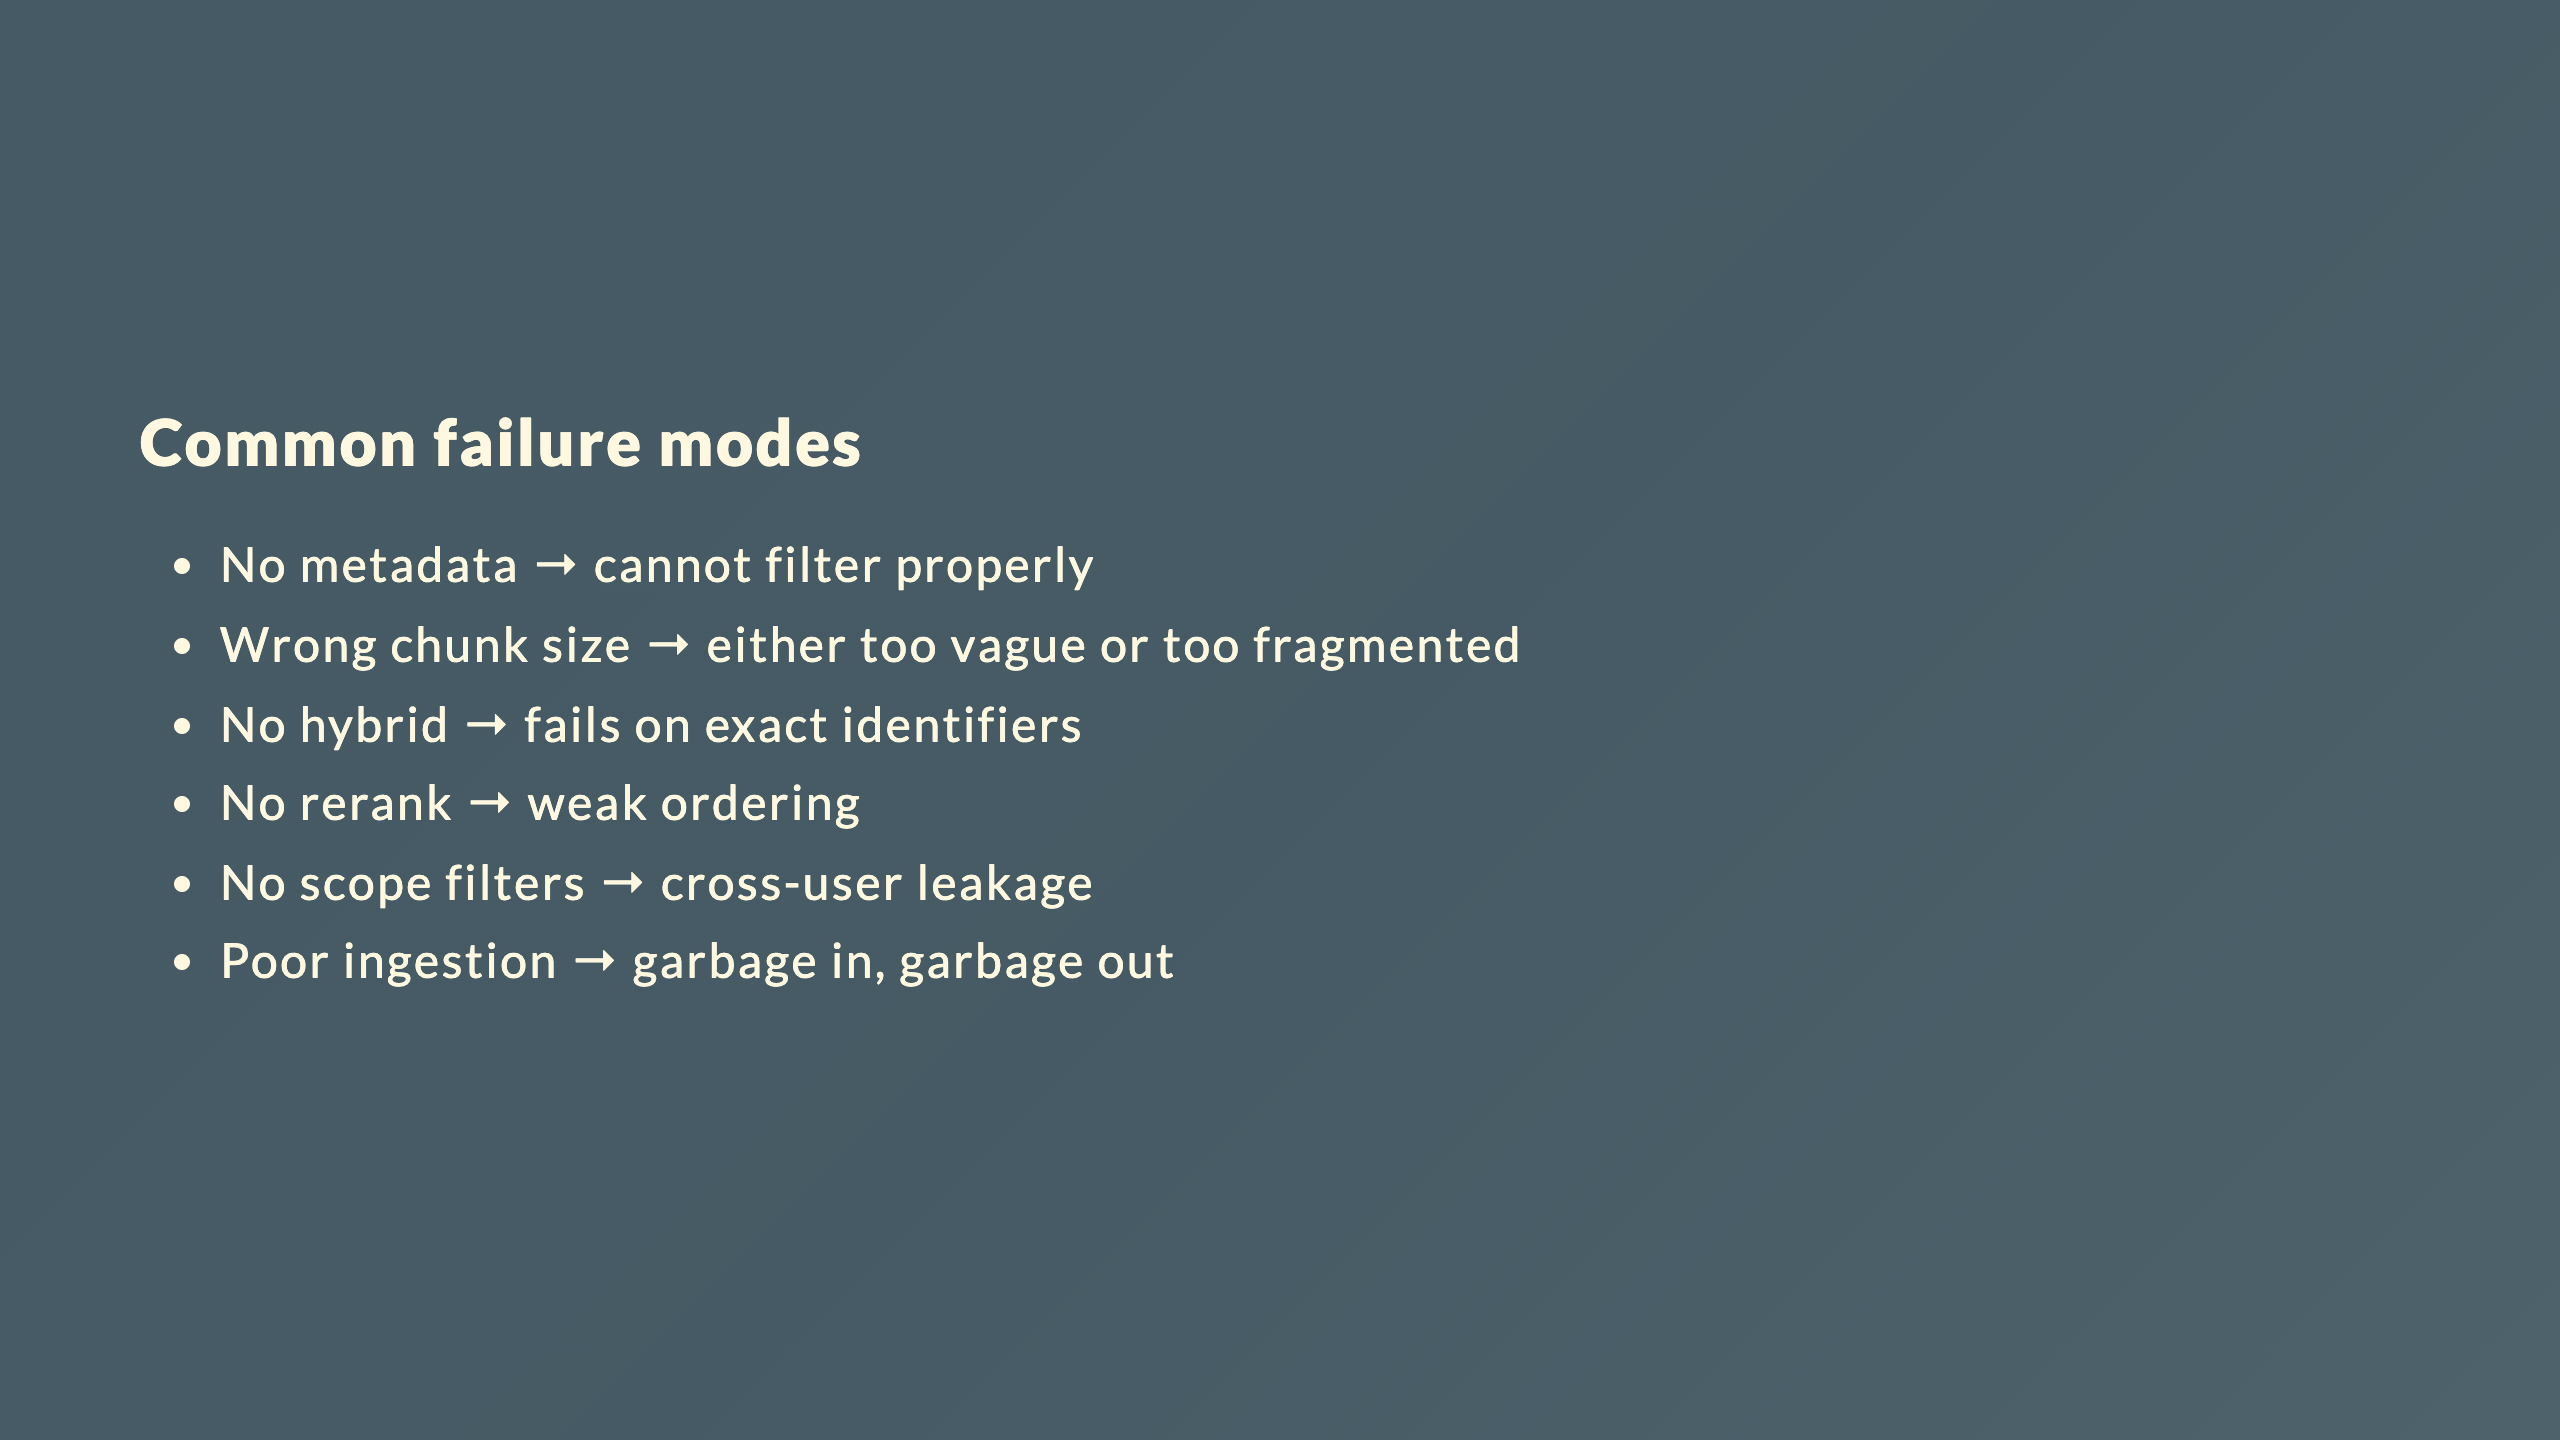 Common failure modes
• No metadata → cannot filter properly
• Wrong chunk size → either too vague or too fragmented
• No hybrid → fails on exact identifiers
• No rerank → weak ordering
• No scope filters → cross-user leakage
• Poor ingestion → garbage in, garbage out